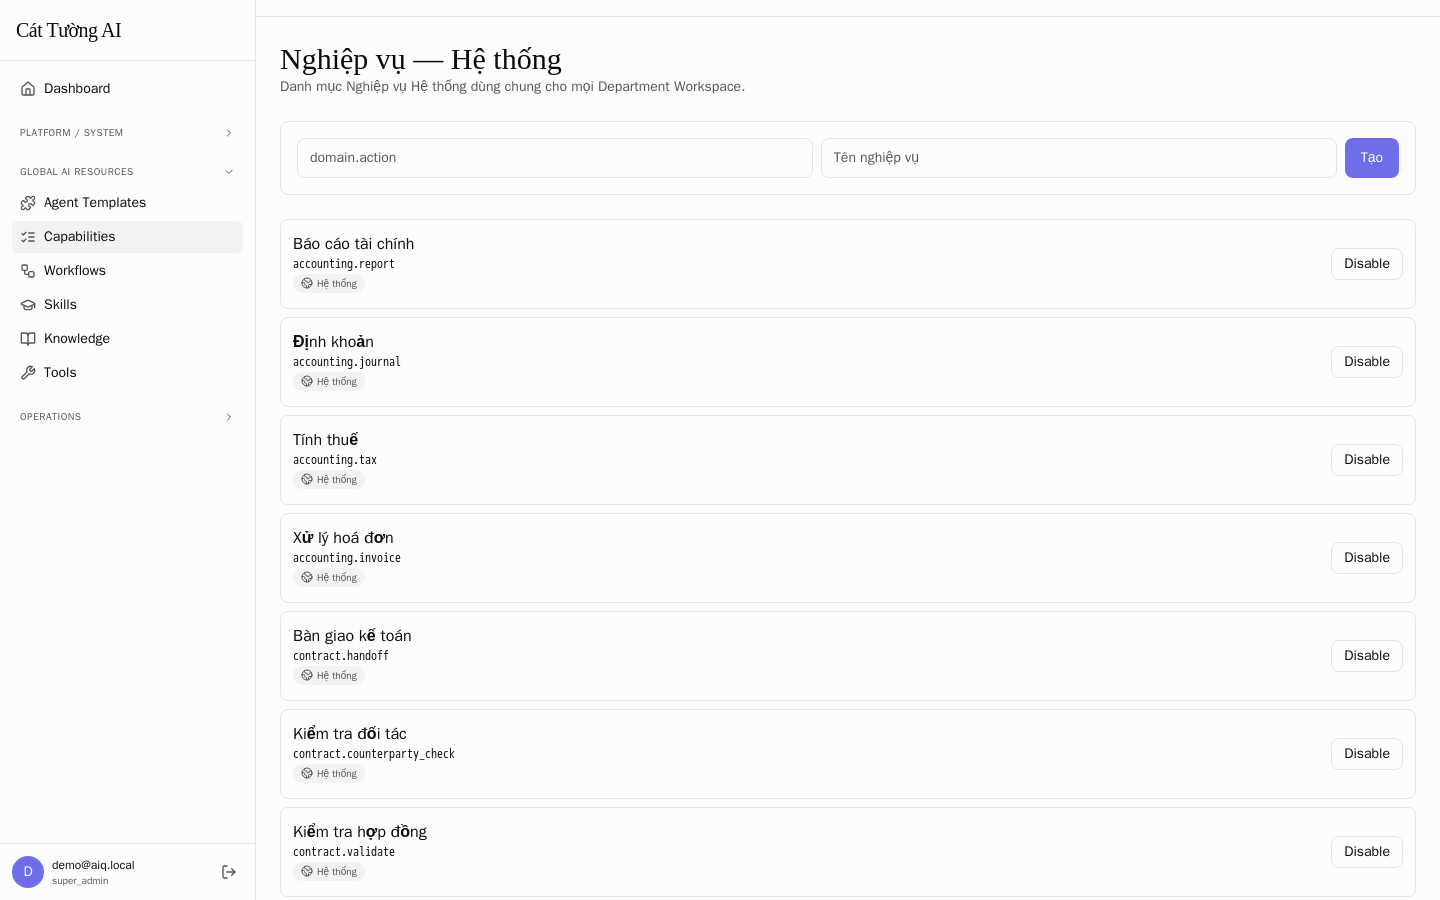 Cát Tường AI
Dashboard
PLATFORM / SYSTEM
GLOBAL AI RESOURCES
Agent Templates
Capabilities
Workflows
Skills
Knowledge
Tools
OPERATIONS
demo@aiq.local
super_admin
D
Nghiệp vụ — Hệ thống
Danh mục Nghiệp vụ Hệ thống dùng chung cho mọi Department Workspace.
domain.action
Tên nghiệp vụ
Tạo
Báo cáo tài chính
accounting.report
Hệ thống
Disable
Định khoản
accounting.journal
Hệ thống
Disable
Tính thuế
accounting.tax
Hệ thống
Disable
Xử lý hoá đơn
accounting.invoice
Hệ thống
Disable
Bàn giao kế toán
contract.handoff
Hệ thống
Disable
Kiểm tra đối tác
contract.counterparty_check
Hệ thống
Disable
Kiểm tra hợp đồng
contract.validate
Hệ thống
Disable